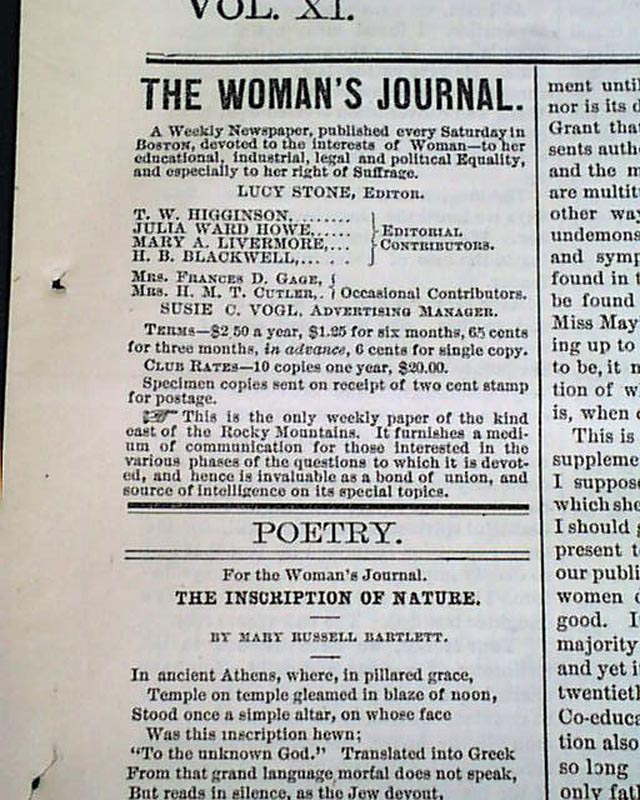 VOL. XI.
THE WOMAN'S JOURNAL.
A Weekly Newspaper, published every Saturday in
BOSTON, devoted to the interests of Woman—to her
educational, industrial, legal and political Equality,
and especially to her right of Suffrage.
LUCY STONE, EDITOR.
T. W. HIGGINSON,........
JULIA WARD HOWE,..... EDITORIAL
MARY A. LIVERMORE,... CONTRIBUTORS.
H. B. BLACKWELL,... . . .
MRS. FRANCES D. GAGE,
MRS. H. M. T. CUTLER,. Occasional Contributors.
SUSIE C. VOGL, ADVERTISING MANAGER.
TERMS—$2 50 a year, $1.25 for six months, 65 cents
for three months, in advance, 6 cents for single copy.
CLUB RATES—10 copies one year, $20.00.
Specimen copies sent on receipt of two cent stamp
for postage.
☞ This is the only weekly paper of the kind
east of the Rocky Mountains. It furnishes a medi-
um of communication for those interested in the
various phases of the questions to which it is devot-
ed, and hence is invaluable as a bond of union, and
source of intelligence on its special topics.
POETRY.
For the Woman's Journal.
THE INSCRIPTION OF NATURE.
BY MARY RUSSELL BARTLETT.
In ancient Athens, where, in pillared grace,
Temple on temple gleamed in blaze of noon,
Stood once a simple altar, on whose face
Was this inscription hewn;
"To the unknown God." Translated into Greek
From that grand language mortal does not speak,
But reads in silence, as the Jew devout,
ment until
nor is its d
Grant that
sents autho
and the m
are multit
other way
undemons
and symp
found in t
be found
Miss May
ing up to
to be, it n
tion of w
is, when
This is
suppleme
I suppose
which she
I should g
present t
our publi
women
good. I
majority
and yet i
twentieth
Co-educa
tion also
so long
only fath